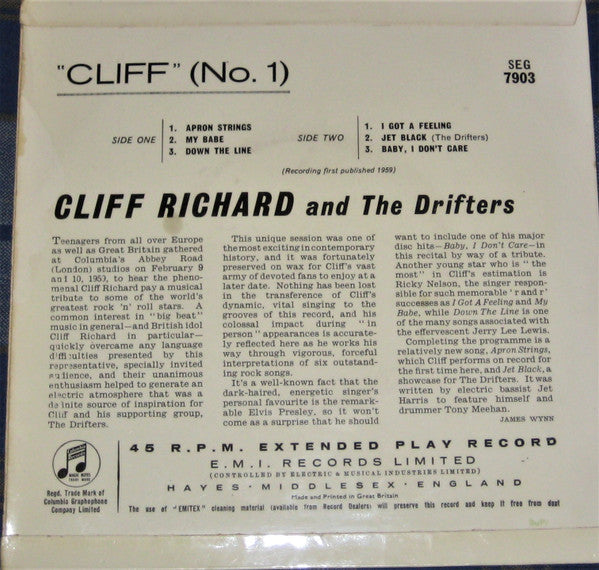 "CLIFF" (No. 1)
SEG
7903
SIDE ONE
1. APRON STRINGS
2. MY BABE
3. DOWN THE LINE
SIDE TWO
1. I GOT A FEELING
2. JET BLACK (The Drifters)
3. BABY, I DON'T CARE
(Recording first published 1959)
CLIFF RICHARD and The Drifters
Teenagers from all over Europe
as well as Great Britain gathered
at Columbia's Abbey Road
(London) studios on February 9
and 10, 1959, to hear the pheno-
menal Cliff Richard pay a musical
tribute to some of the world's
greatest rock 'n' roll stars. A
common interest in "big beat"
music in general—and British idol
Cliff Richard in particular—
quickly overcame any language
difficulties presented by this
representative, specially invited
audience, and their unanimous
enthusiasm helped to generate an
electric atmosphere that was a
definite source of inspiration for
Cliff and his supporting group,
The Drifters.
This unique session was one of
the most exciting in contemporary
history, and it was fortunately
preserved on wax for Cliff's vast
army of devoted fans to enjoy at a
later date. Nothing has been lost
in the transference of Cliff's
dynamic, vital singing to the
grooves of this record, and his
colossal impact during "in
person" appearances is accurate-
ly reflected here as he works his
way through vigorous, forceful
interpretations of six outstand-
ing rock songs.
It's a well-known fact that the
dark-haired, energetic singer's
personal favourite is the remark-
able Elvis Presley, so it won't
come as a surprise that he should
want to include one of his major
disc hits—Baby, I Don't Care—in
this recital by way of a tribute.
Another young star who is "the
most" in Cliff's estimation is
Ricky Nelson, the singer respon-
sible for such memorable 'r and r'
successes as I Got A Feeling and My
Babe, while Down The Line is one
of the many songs associated with
the effervescent Jerry Lee Lewis.
Completing the programme is a
relatively new song, Apron Strings,
which Cliff performs on record for
the first time here, and Jet Black, a
showcase for The Drifters. It was
written by electric bassist Jet
Harris to feature himself and
drummer Tony Meehan.
JAMES WYNN
Columbia
Records
MAGIC NOTES
TRADE MARK
Regd. Trade Mark of
Columbia Graphophone
Company Limited
45 R.P.M. EXTENDED PLAY RECORD
E.M.I. RECORDS LIMITED
(CONTROLLED BY ELECTRIC & MUSICAL INDUSTRIES LIMITED)
HAYES · MIDDLESEX · ENGLAND
Made and Printed in Great Britain
The use of "EMITEX" cleaning material (available from Record Dealers) will preserve this record and keep it free from dust